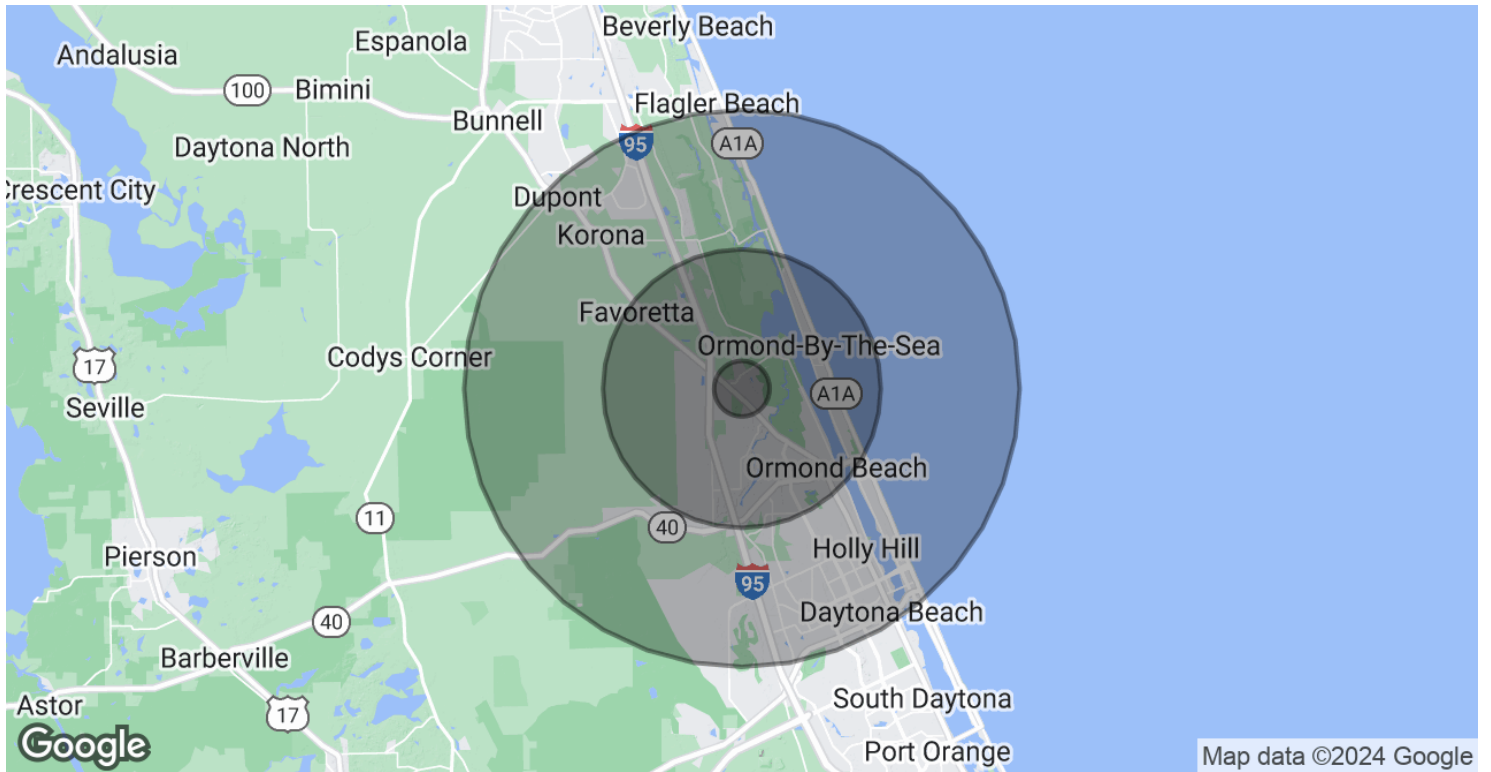 Beverly Beach
Espanola
Andalusia
100
Bimini
Flagler Beach
Bunnell
95
A1A
Daytona North
Crescent City
Dupont
Korona
Favoretta
Ormond-By-The-Sea
Codys Corner
17
A1A
Seville
Ormond Beach
11
40
Holly Hill
Pierson
95
Daytona Beach
40
Barberville
South Daytona
Astor
17
Google
Port Orange
Map data ©2024 Google